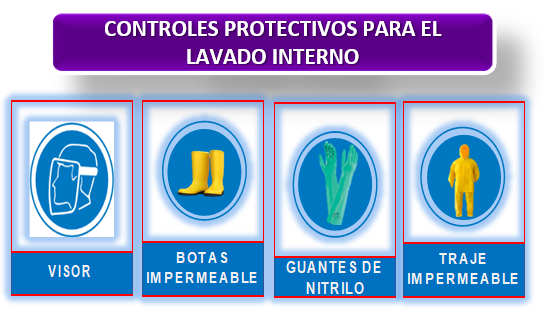 CONTROLES PROTECTIVOS PARA EL
LAVADO INTERNO
VISOR
BOTAS
IMPERMEABLE
GUANTES DE
NITRILO
TRAJE
IMPERMEABLE